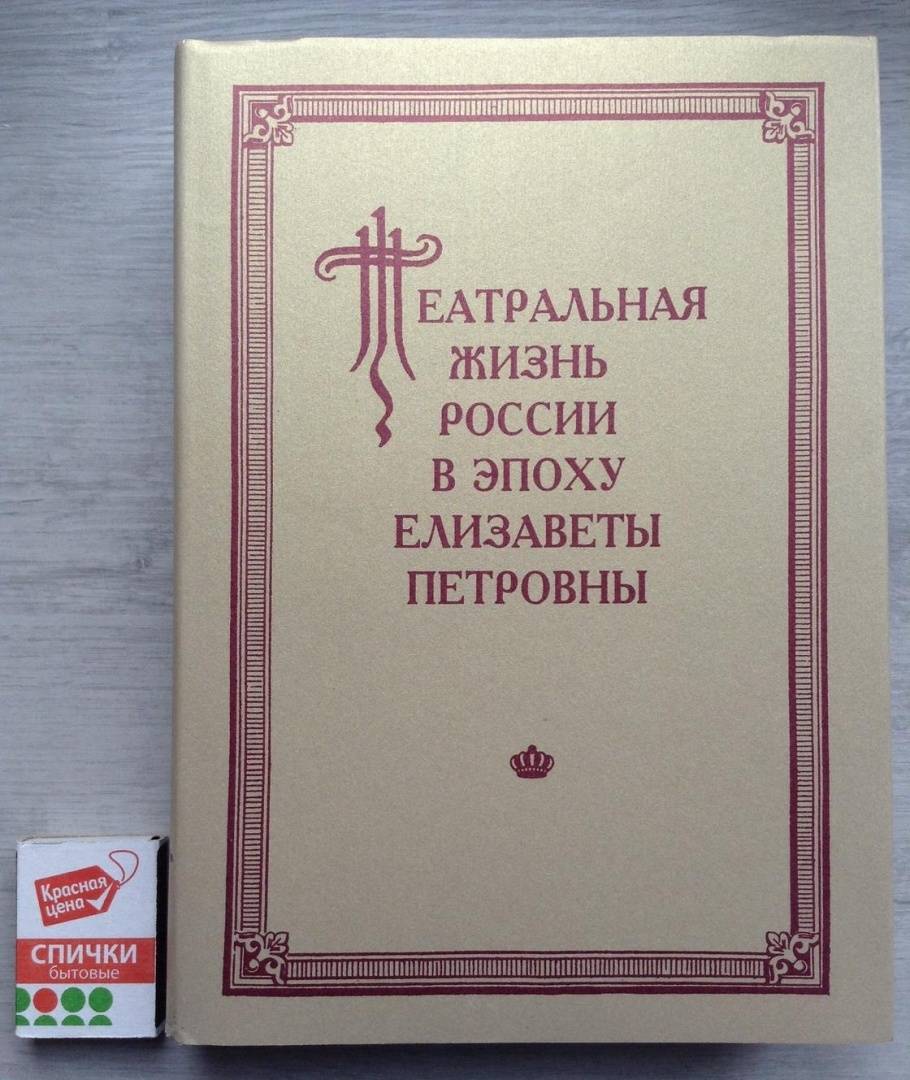 ТЕАТРАЛЬНАЯ
ЖИЗНЬ
РОССИИ
В ЭПОХУ
ЕЛИЗАВЕТЫ
ПЕТРОВНЫ
Красная
цена
СПИЧКИ
бытовые